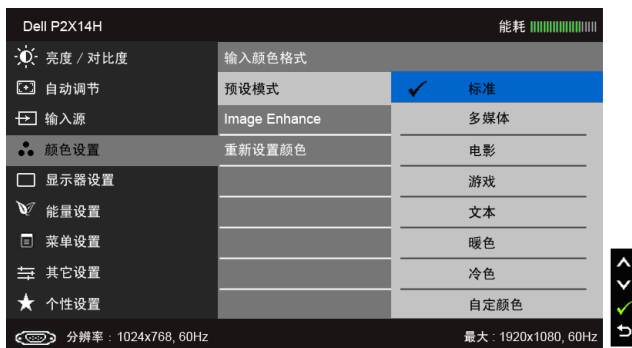 Dell P2X14H 能耗
亮度 / 对比度 输入颜色格式
自动调节 预设模式 标准
输入源 Image Enhance 多媒体
颜色设置 重新设置颜色 电影
显示器设置 游戏
能量设置 文本
菜单设置 暖色
其它设置 冷色
个性设置 自定颜色
分辨率 : 1024x768, 60Hz 最大 : 1920x1080, 60Hz